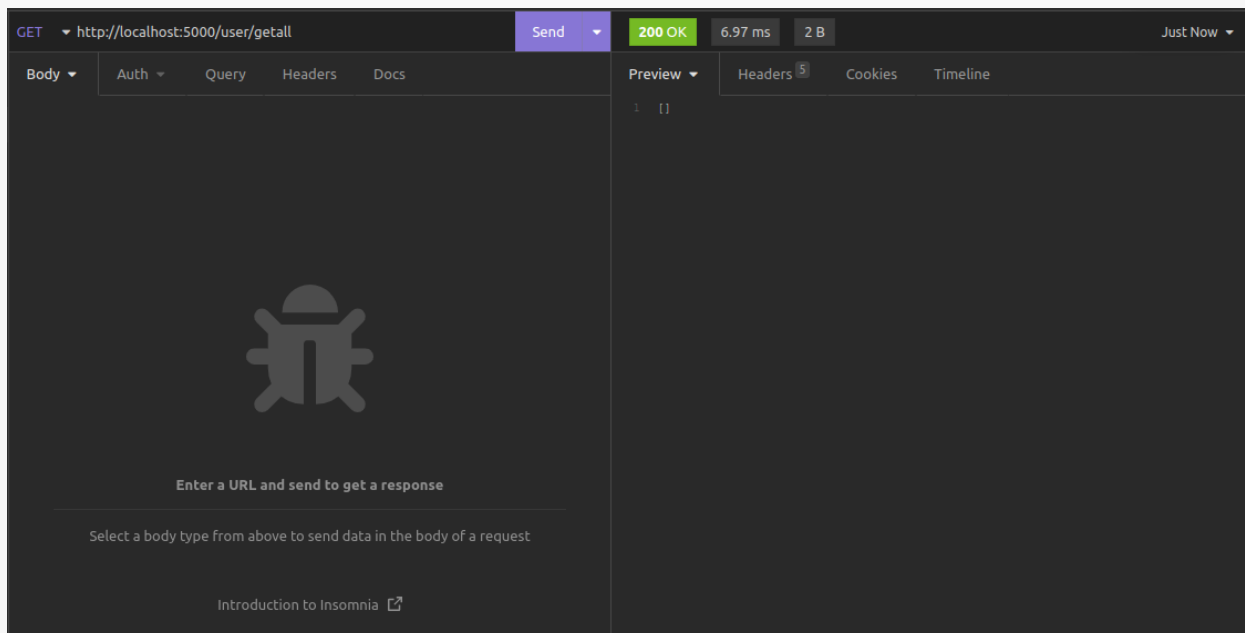 GET http://localhost:5000/user/getall Send 200 OK 6.97 ms 2 B Just Now
Body Auth Query Headers Docs Preview Headers 5 Cookies Timeline
1 []
Enter a URL and send to get a response
Select a body type from above to send data in the body of a request
Introduction to Insomnia